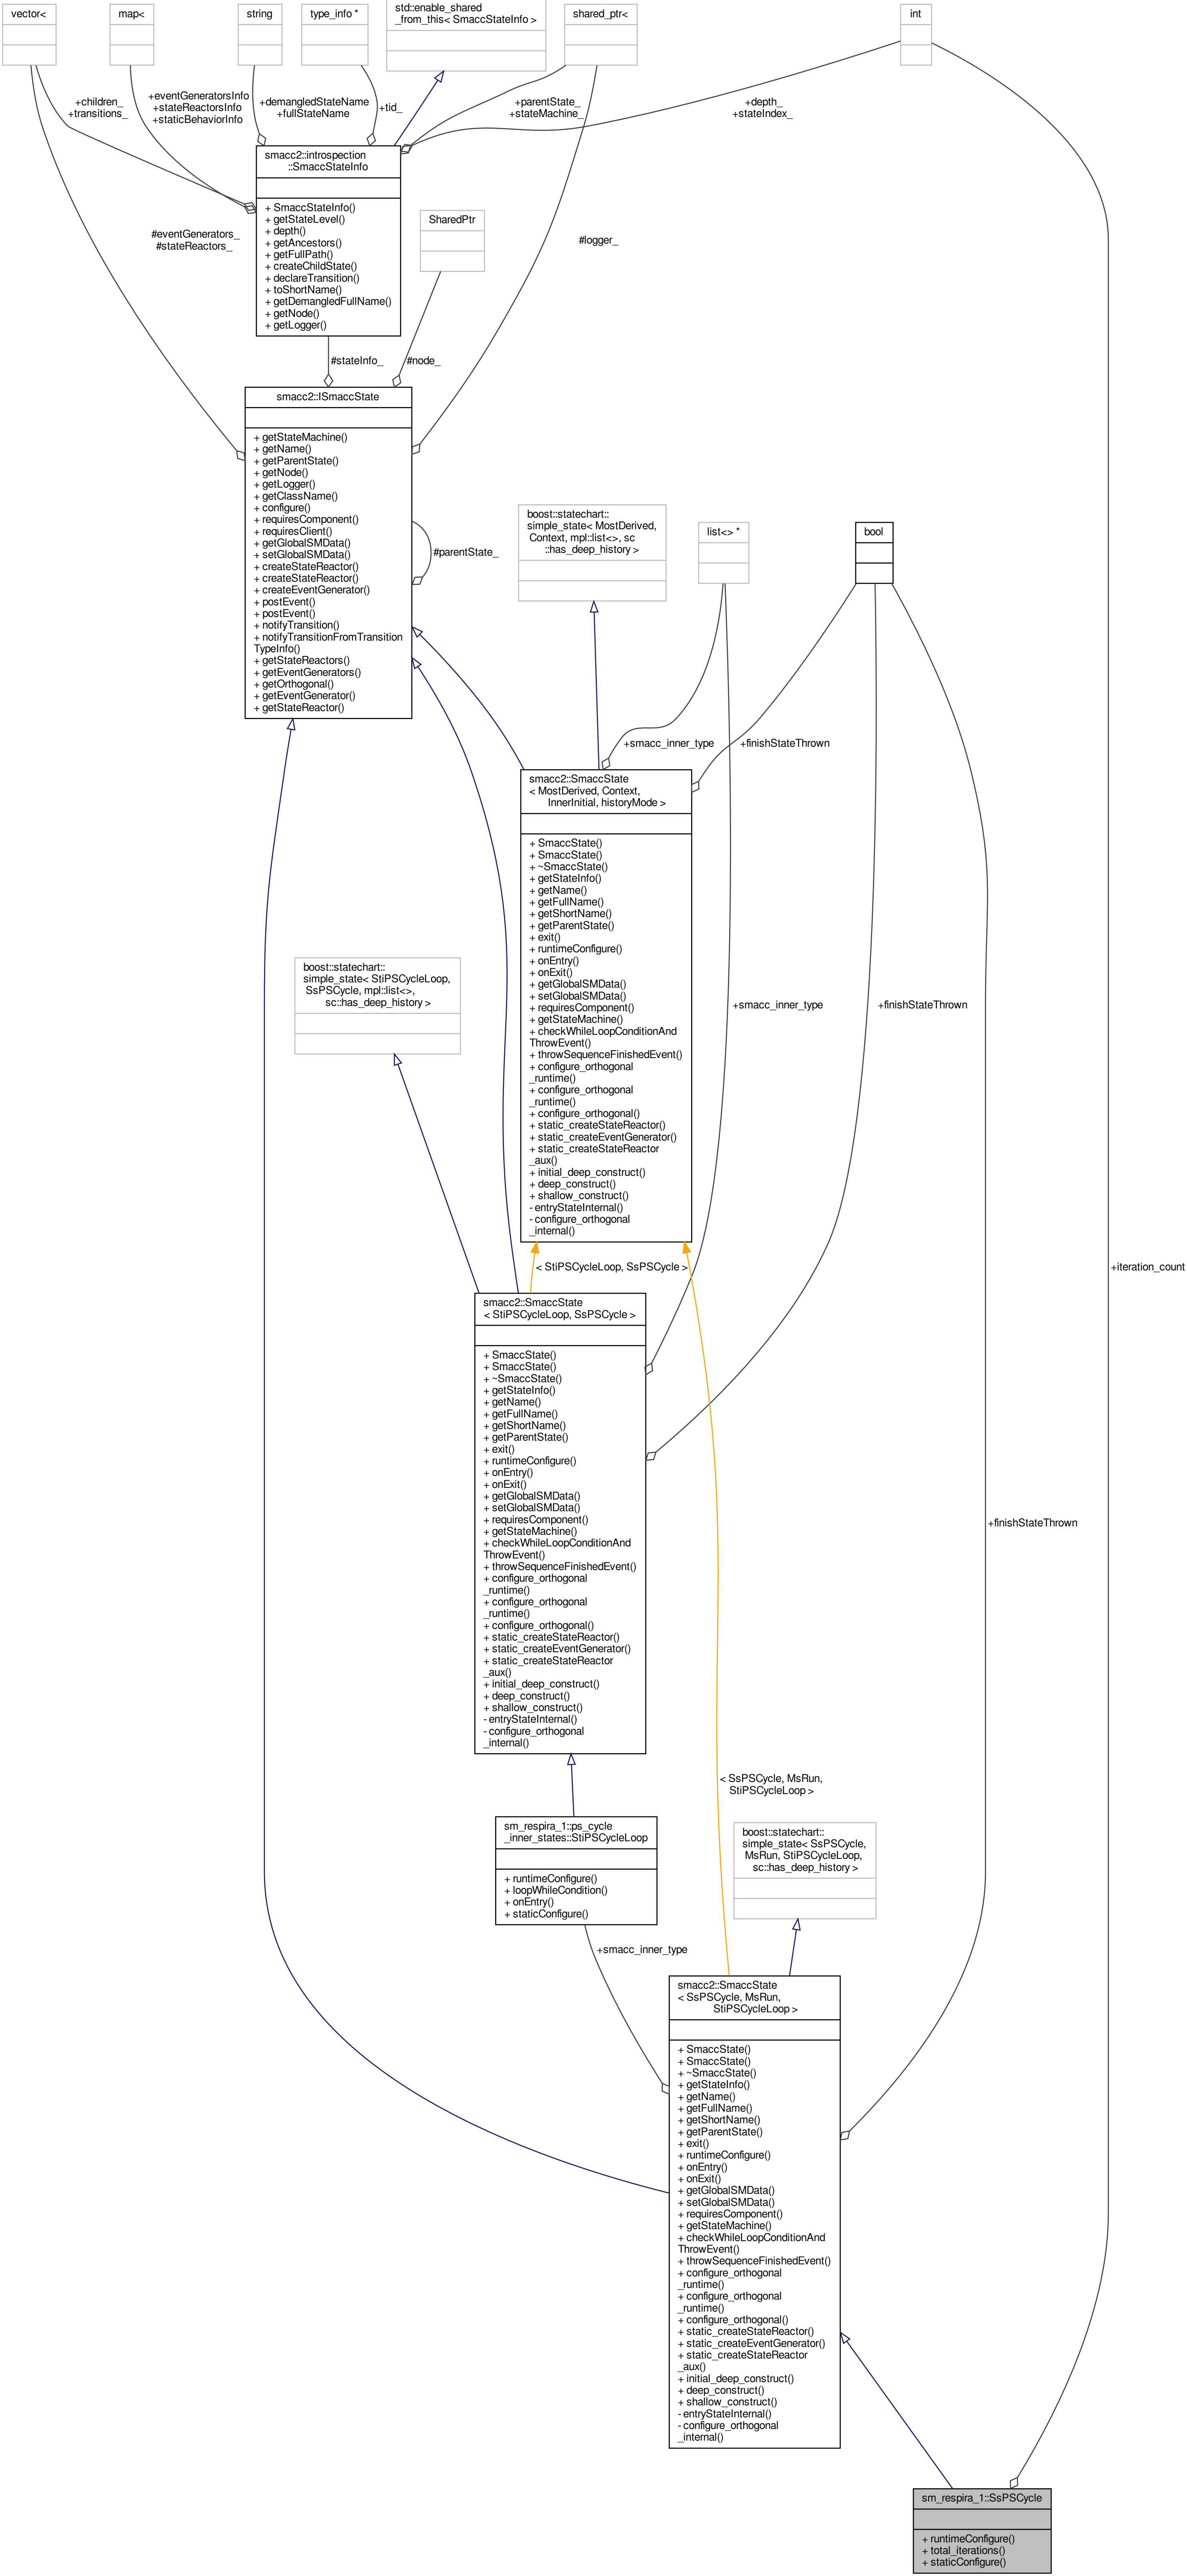 vector<
map<
string
type_info *
std::enable_shared
_from_this< SmaccStateInfo >
shared_ptr<
int
+children_
+transitions_
+eventGeneratorsInfo
+stateReactorsInfo
+staticBehaviorInfo
+demangledStateName
+fullStateName
+tid_
+parentState_
+stateMachine_
+depth_
+stateIndex_
smacc2::introspection
::SmaccStateInfo
+ SmaccStateInfo()
+ getStateLevel()
+ depth()
+ getAncestors()
+ getFullPath()
+ createChildState()
+ declareTransition()
+ toShortName()
+ getDemangledFullName()
+ getNode()
+ getLogger()
SharedPtr
#eventGenerators_
#stateReactors_
#logger_
#stateInfo_
#node_
smacc2::ISmaccState
+ getStateMachine()
+ getName()
+ getParentState()
+ getNode()
+ getLogger()
+ getClassName()
+ configure()
+ requiresComponent()
+ requiresClient()
+ getGlobalSMData()
+ setGlobalSMData()
+ createStateReactor()
+ createStateReactor()
+ createEventGenerator()
+ postEvent()
+ postEvent()
+ notifyTransition()
+ notifyTransitionFromTransition
TypeInfo()
+ getStateReactors()
+ getEventGenerators()
+ getOrthogonal()
+ getEventGenerator()
+ getStateReactor()
#parentState_
boost::statechart::
simple_state< MostDerived,
Context, mpl::list<>, sc
::has_deep_history >
list<> *
bool
+smacc_inner_type
+finishStateThrown
smacc2::SmaccState
< MostDerived, Context,
InnerInitial, historyMode >
+ SmaccState()
+ SmaccState()
+ ~SmaccState()
+ getStateInfo()
+ getName()
+ getFullName()
+ getShortName()
+ getParentState()
+ exit()
+ runtimeConfigure()
+ onEntry()
+ onExit()
+ getGlobalSMData()
+ setGlobalSMData()
+ requiresComponent()
+ getStateMachine()
+ checkWhileLoopConditionAnd
ThrowEvent()
+ throwSequenceFinishedEvent()
+ configure_orthogonal
_runtime()
+ configure_orthogonal
_runtime()
+ configure_orthogonal()
+ static_createStateReactor()
+ static_createEventGenerator()
+ static_createStateReactor
_aux()
+ initial_deep_construct()
+ deep_construct()
+ shallow_construct()
- entryStateInternal()
- configure_orthogonal
_internal()
boost::statechart::
simple_state< StiPSCycleLoop,
SsPSCycle, mpl::list<>,
sc::has_deep_history >
+smacc_inner_type
+finishStateThrown
< StiPSCycleLoop, SsPSCycle >
+iteration_count
smacc2::SmaccState
< StiPSCycleLoop, SsPSCycle >
+ SmaccState()
+ SmaccState()
+ ~SmaccState()
+ getStateInfo()
+ getName()
+ getFullName()
+ getShortName()
+ getParentState()
+ exit()
+ runtimeConfigure()
+ onEntry()
+ onExit()
+ getGlobalSMData()
+ setGlobalSMData()
+ requiresComponent()
+ getStateMachine()
+ checkWhileLoopConditionAnd
ThrowEvent()
+ throwSequenceFinishedEvent()
+ configure_orthogonal
_runtime()
+ configure_orthogonal
_runtime()
+ configure_orthogonal()
+ static_createStateReactor()
+ static_createEventGenerator()
+ static_createStateReactor
_aux()
+ initial_deep_construct()
+ deep_construct()
+ shallow_construct()
- entryStateInternal()
- configure_orthogonal
_internal()
+finishStateThrown
< SsPSCycle, MsRun,
StiPSCycleLoop >
sm_respira_1::ps_cycle
_inner_states::StiPSCycleLoop
+ runtimeConfigure()
+ loopWhileCondition()
+ onEntry()
+ staticConfigure()
boost::statechart::
simple_state< SsPSCycle,
MsRun, StiPSCycleLoop,
sc::has_deep_history >
+smacc_inner_type
smacc2::SmaccState
< SsPSCycle, MsRun,
StiPSCycleLoop >
+ SmaccState()
+ SmaccState()
+ ~SmaccState()
+ getStateInfo()
+ getName()
+ getFullName()
+ getShortName()
+ getParentState()
+ exit()
+ runtimeConfigure()
+ onEntry()
+ onExit()
+ getGlobalSMData()
+ setGlobalSMData()
+ requiresComponent()
+ getStateMachine()
+ checkWhileLoopConditionAnd
ThrowEvent()
+ throwSequenceFinishedEvent()
+ configure_orthogonal
_runtime()
+ configure_orthogonal
_runtime()
+ configure_orthogonal()
+ static_createStateReactor()
+ static_createEventGenerator()
+ static_createStateReactor
_aux()
+ initial_deep_construct()
+ deep_construct()
+ shallow_construct()
- entryStateInternal()
- configure_orthogonal
_internal()
sm_respira_1::SsPSCycle
+ runtimeConfigure()
+ total_iterations()
+ staticConfigure()